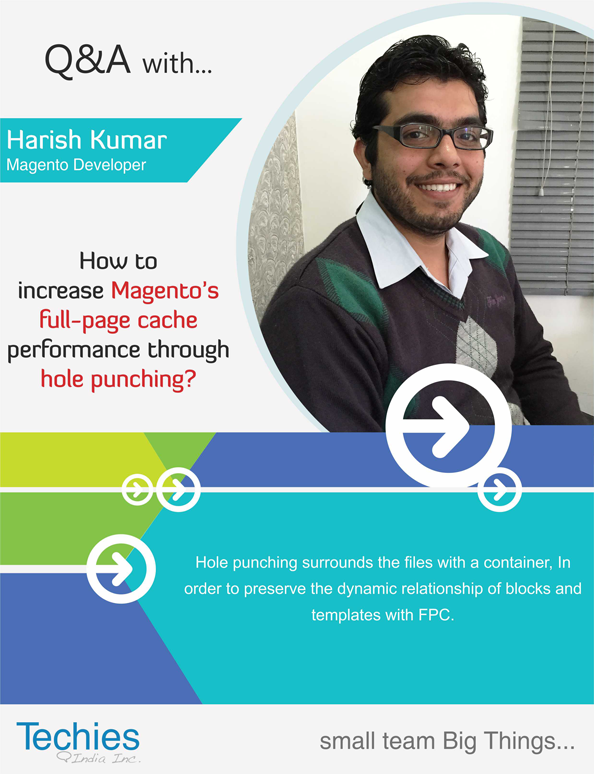 Q&A with...
Harish Kumar
Magento Developer
How to
increase Magento's
full-page cache
performance through
hole punching?
Hole punching surrounds the files with a container, In
order to preserve the dynamic relationship of blocks and
templates with FPC.
Techies
India Inc.
small team Big Things...